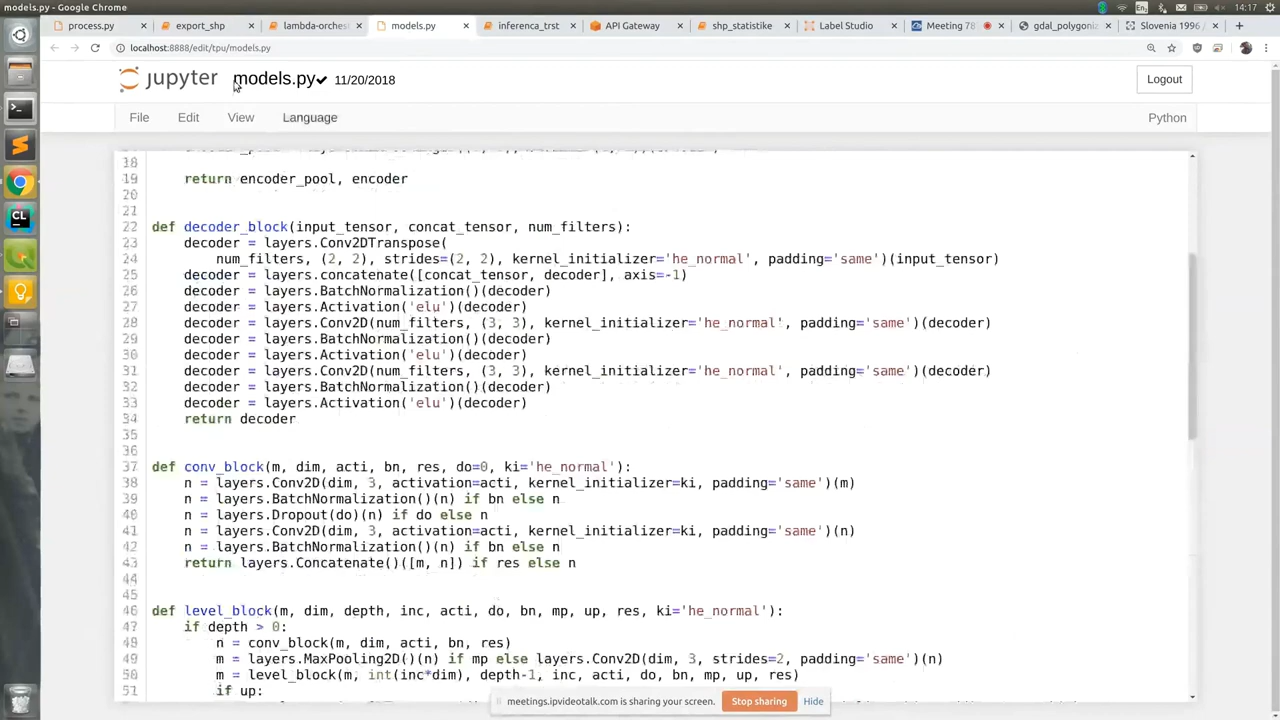 models.py - Google Chrome
14:17
process.py
export_shp
lambda-orchest
models.py
inferenca_trst
API Gateway
shp_statistike
Label Studio
Meeting 78
gdal_polygoniz
Slovenia 1996 /
localhost:8888/edit/tpu/models.py
jupyter models.py 11/20/2018
Logout
File Edit View Language
Python
18
19 return encoder_pool, encoder
20
21
22 def decoder_block(input_tensor, concat_tensor, num_filters):
23 decoder = layers.Conv2DTranspose(
24 num_filters, (2, 2), strides=(2, 2), kernel_initializer='he_normal', padding='same')(input_tensor)
25 decoder = layers.concatenate([concat_tensor, decoder], axis=-1)
26 decoder = layers.BatchNormalization()(decoder)
27 decoder = layers.Activation('elu')(decoder)
28 decoder = layers.Conv2D(num_filters, (3, 3), kernel_initializer='he_normal', padding='same')(decoder)
29 decoder = layers.BatchNormalization()(decoder)
30 decoder = layers.Activation('elu')(decoder)
31 decoder = layers.Conv2D(num_filters, (3, 3), kernel_initializer='he_normal', padding='same')(decoder)
32 decoder = layers.BatchNormalization()(decoder)
33 decoder = layers.Activation('elu')(decoder)
34 return decoder
35
36
37 def conv_block(m, dim, acti, bn, res, do=0, ki='he_normal'):
38 n = layers.Conv2D(dim, 3, activation=acti, kernel_initializer=ki, padding='same')(m)
39 n = layers.BatchNormalization()(n) if bn else n
40 n = layers.Dropout(do)(n) if do else n
41 n = layers.Conv2D(dim, 3, activation=acti, kernel_initializer=ki, padding='same')(n)
42 n = layers.BatchNormalization()(n) if bn else n
43 return layers.Concatenate()([m, n]) if res else n
44
45
46 def level_block(m, dim, depth, inc, acti, do, bn, mp, up, res, ki='he_normal'):
47 if depth > 0:
48 n = conv_block(m, dim, acti, bn, res)
49 m = layers.MaxPooling2D()(n) if mp else layers.Conv2D(dim, 3, strides=2, padding='same')(n)
50 m = level_block(m, int(inc*dim), depth-1, inc, acti, do, bn, mp, up, res)
51 if up:
meetings.ipvideotalk.com is sharing your screen. Stop sharing Hide
CL